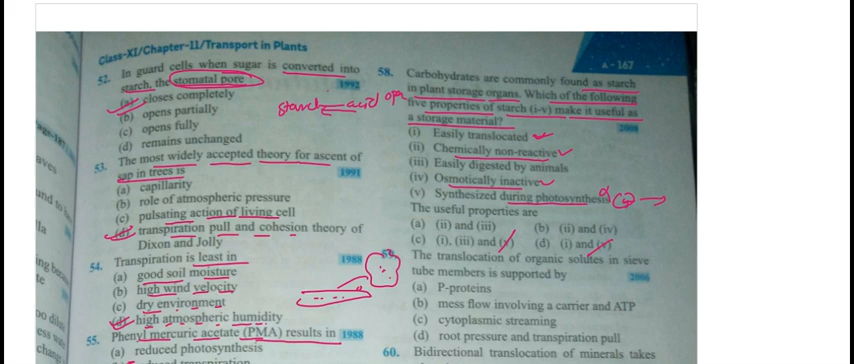 Class-XI/Chapter-11/Transport in Plants
A-167
52. In guard cells when sugar is converted into
starch, the stomatal pore 1992
(a) closes completely
(b) opens partially
(c) opens fully
(d) remains unchanged
53. The most widely accepted theory for ascent of
sap in trees is 1991
(a) capillarity
(b) role of atmospheric pressure
(c) pulsating action of living cell
(d) transpiration pull and cohesion theory of
Dixon and Jolly
54. Transpiration is least in 1988
(a) good soil moisture
(b) high wind velocity
(c) dry environment
(d) high atmospheric humidity
55. Phenyl mercuric acetate (PMA) results in 1988
(a) reduced photosynthesis
starch acid
58. Carbohydrates are commonly found as starch
in plant storage organs. Which of the following
five properties of starch (i-v) make it useful as
a storage material? 2008
(i) Easily translocated
(ii) Chemically non-reactive
(iii) Easily digested by animals
(iv) Osmotically inactive
(v) Synthesized during photosynthesis
The useful properties are
(a) (ii) and (iii) (b) (ii) and (iv)
(c) (i), (iii) and (v) (d) (i) and (v)
The translocation of organic solutes in sieve
tube members is supported by 2006
(a) P-proteins
(b) mess flow involving a carrier and ATP
(c) cytoplasmic streaming
(d) root pressure and transpiration pull
60. Bidirectional translocation of minerals takes